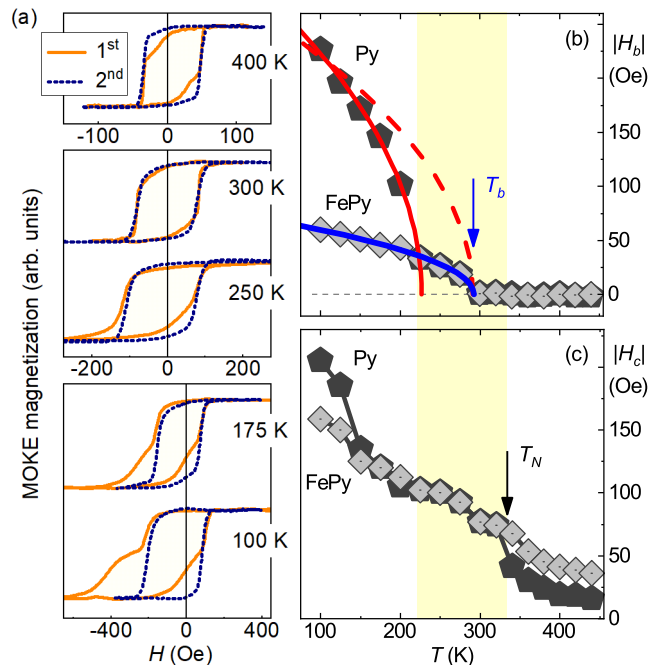 (a)
1st
2nd
400 K
-100 0 100
300 K
250 K
-200 0 200
175 K
100 K
-400 0 400
H (Oe)
MOKE magnetization (arb. units)
(b)
|Hb|
(Oe)
Py
200
150
Tb
100
FePy
50
0
(c)
|Hc|
(Oe)
Py
200
150
FePy
TN
100
50
0
100 200 300 400
T (K)